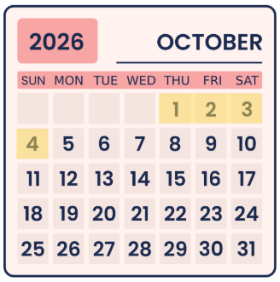 2026 OCTOBER
SUN MON TUE WED THU FRI SAT
1 2 3
4 5 6 7 8 9 10
11 12 13 14 15 16 17
18 19 20 21 22 23 24
25 26 27 28 29 30 31